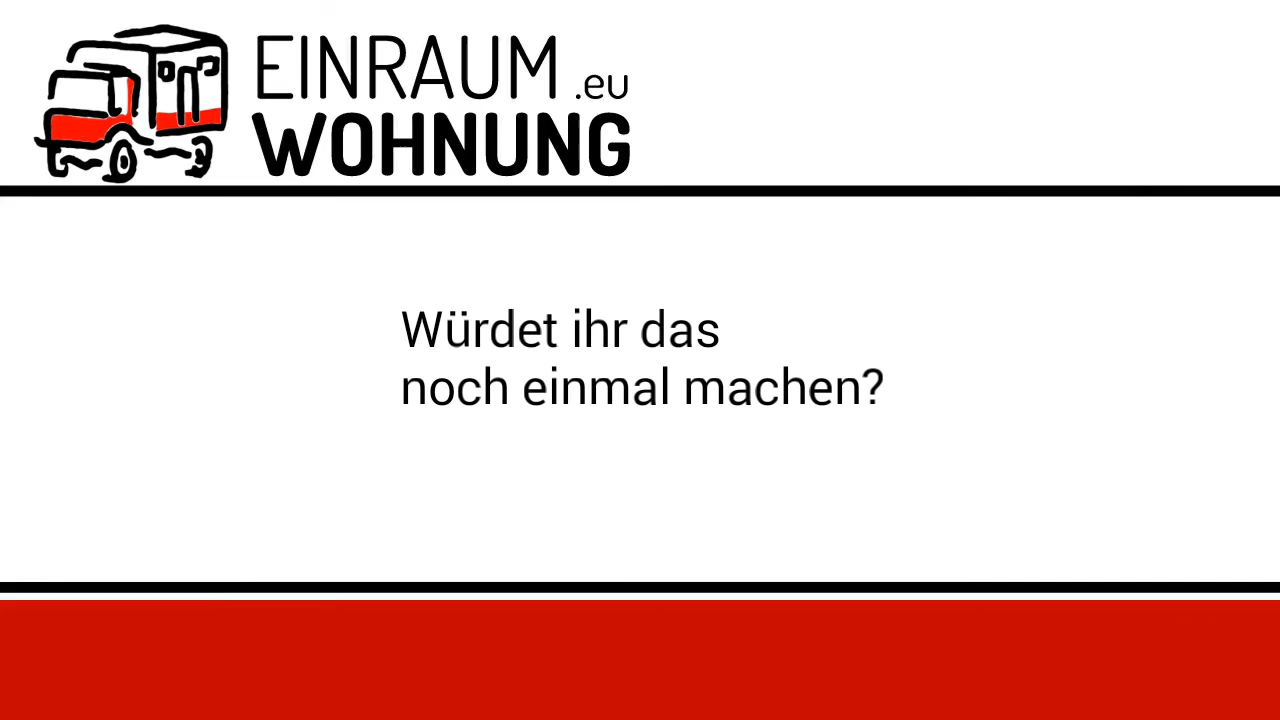 EINRAUM .eu
WOHNUNG
Würdet ihr das
noch einmal machen?